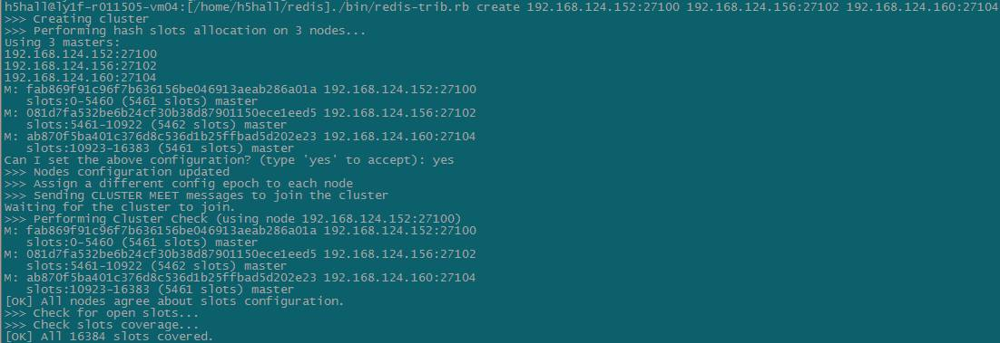 h5hall@ly1f-r011505-vm04:[/home/h5hall/redis]./bin/redis-trib.rb create 192.168.124.152:27100 192.168.124.156:27102 192.168.124.160:27104
>>> Creating cluster
>>> Performing hash slots allocation on 3 nodes...
Using 3 masters:
192.168.124.152:27100
192.168.124.156:27102
192.168.124.160:27104
M: fab869f91c96f7b636156be046913aeab286a01a 192.168.124.152:27100
   slots:0-5460 (5461 slots) master
M: 081d7fa532be6b24cf30b38d87901150ece1eed5 192.168.124.156:27102
   slots:5461-10922 (5462 slots) master
M: ab870f5ba401c376d8c536d1b25ffbad5d202e23 192.168.124.160:27104
   slots:10923-16383 (5461 slots) master
Can I set the above configuration? (type 'yes' to accept): yes
>>> Nodes configuration updated
>>> Assign a different config epoch to each node
>>> Sending CLUSTER MEET messages to join the cluster
Waiting for the cluster to join.
>>> Performing Cluster Check (using node 192.168.124.152:27100)
M: fab869f91c96f7b636156be046913aeab286a01a 192.168.124.152:27100
   slots:0-5460 (5461 slots) master
M: 081d7fa532be6b24cf30b38d87901150ece1eed5 192.168.124.156:27102
   slots:5461-10922 (5462 slots) master
M: ab870f5ba401c376d8c536d1b25ffbad5d202e23 192.168.124.160:27104
   slots:10923-16383 (5461 slots) master
[OK] All nodes agree about slots configuration.
>>> Check for open slots...
>>> Check slots coverage...
[OK] All 16384 slots covered.